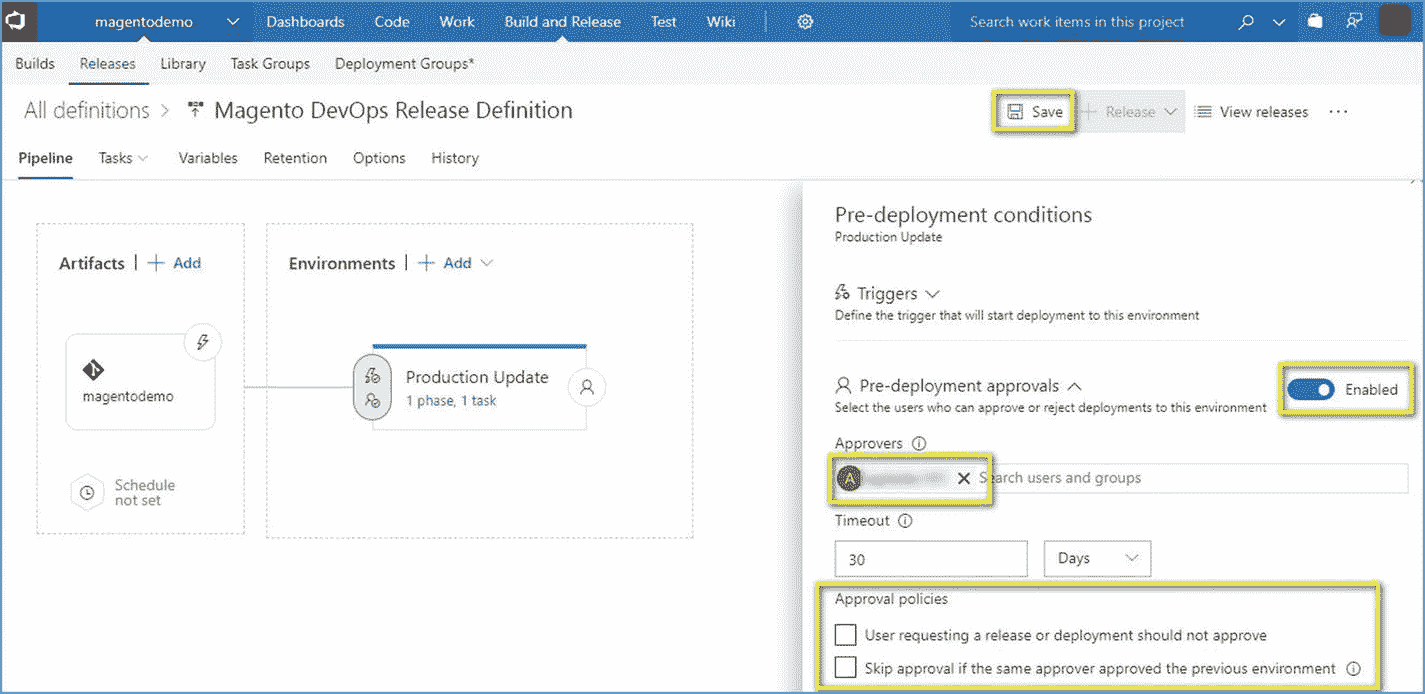 magentodemo Dashboards Code Work Build and Release Test Wiki Search work items in this project
Builds Releases Library Task Groups Deployment Groups*
All definitions > Magento DevOps Release Definition Save + Release View releases ...
Pipeline Tasks Variables Retention Options History
Pre-deployment conditions
Production Update
Artifacts | + Add Environments | + Add
Triggers
Define the trigger that will start deployment to this environment
magentodemo
Production Update
1 phase, 1 task
Pre-deployment approvals Enabled
Select the users who can approve or reject deployments to this environment
Approvers
A Search users and groups
Schedule
not set
Timeout
30 Days
Approval policies
User requesting a release or deployment should not approve
Skip approval if the same approver approved the previous environment